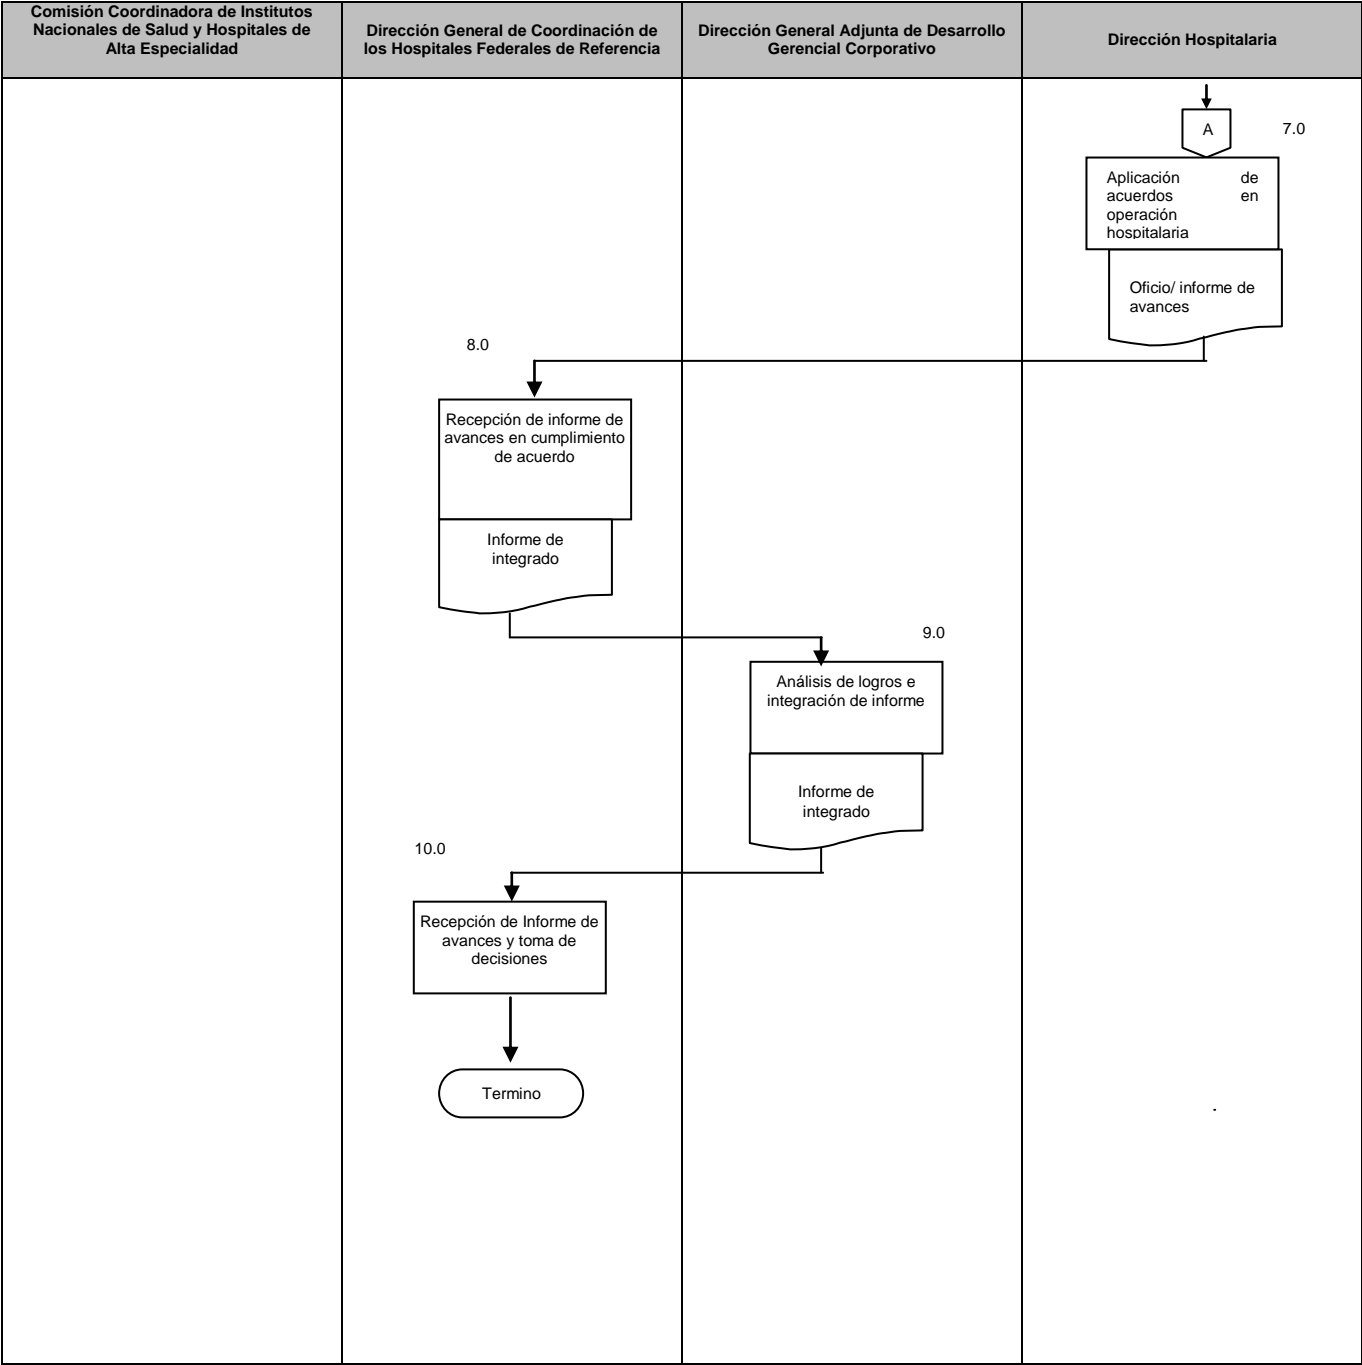 Comisión Coordinadora de Institutos
Nacionales de Salud y Hospitales de
Alta Especialidad
Dirección General de Coordinación de
los Hospitales Federales de Referencia
Dirección General Adjunta de Desarrollo
Gerencial Corporativo
Dirección Hospitalaria
A
7.0
Aplicación de
acuerdos en
operación
hospitalaria
Oficio/ informe de
avances
8.0
Recepción de informe de
avances en cumplimiento
de acuerdo
Informe de
integrado
9.0
Análisis de logros e
integración de informe
Informe de
integrado
10.0
Recepción de Informe de
avances y toma de
decisiones
Termino
.